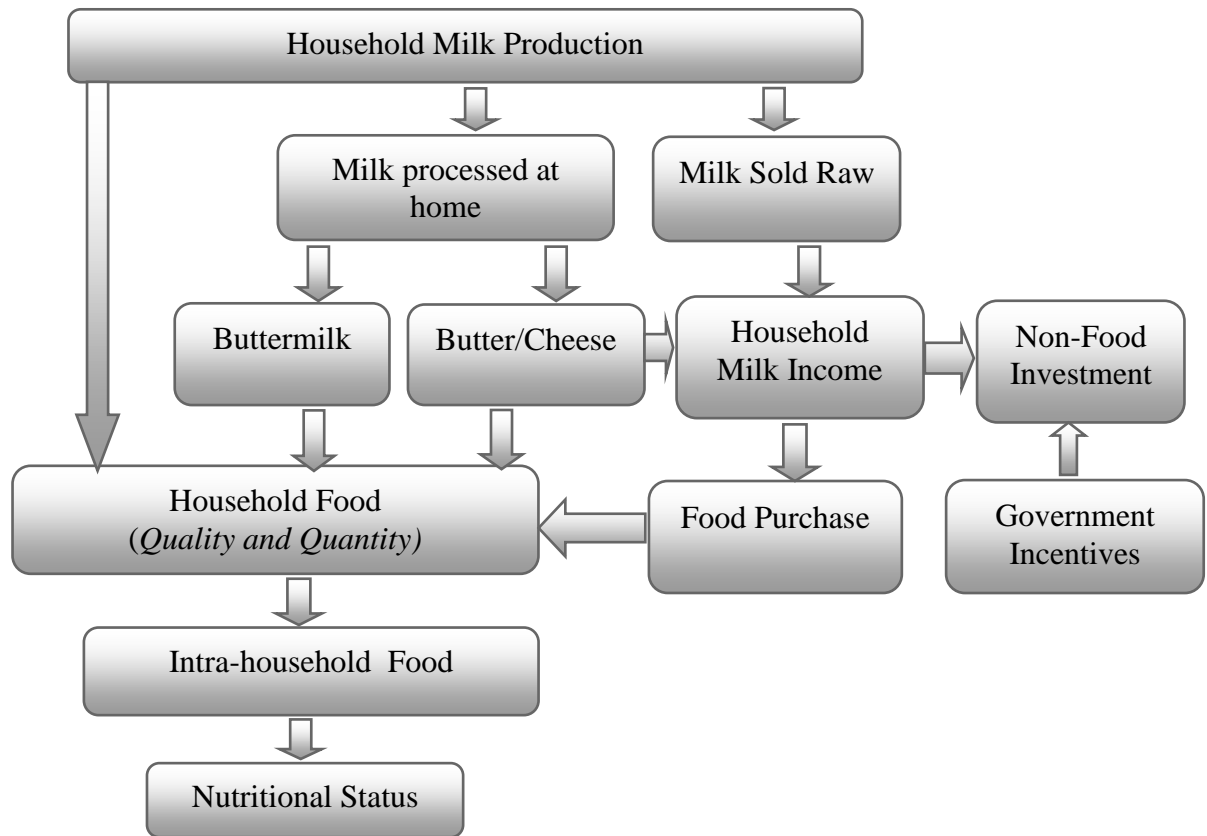 Household Milk Production
Milk processed at
home
Milk Sold Raw
Buttermilk
Butter/Cheese
Household
Milk Income
Non-Food
Investment
Household Food
(Quality and Quantity)
Food Purchase
Government
Incentives
Intra-household  Food
Nutritional Status